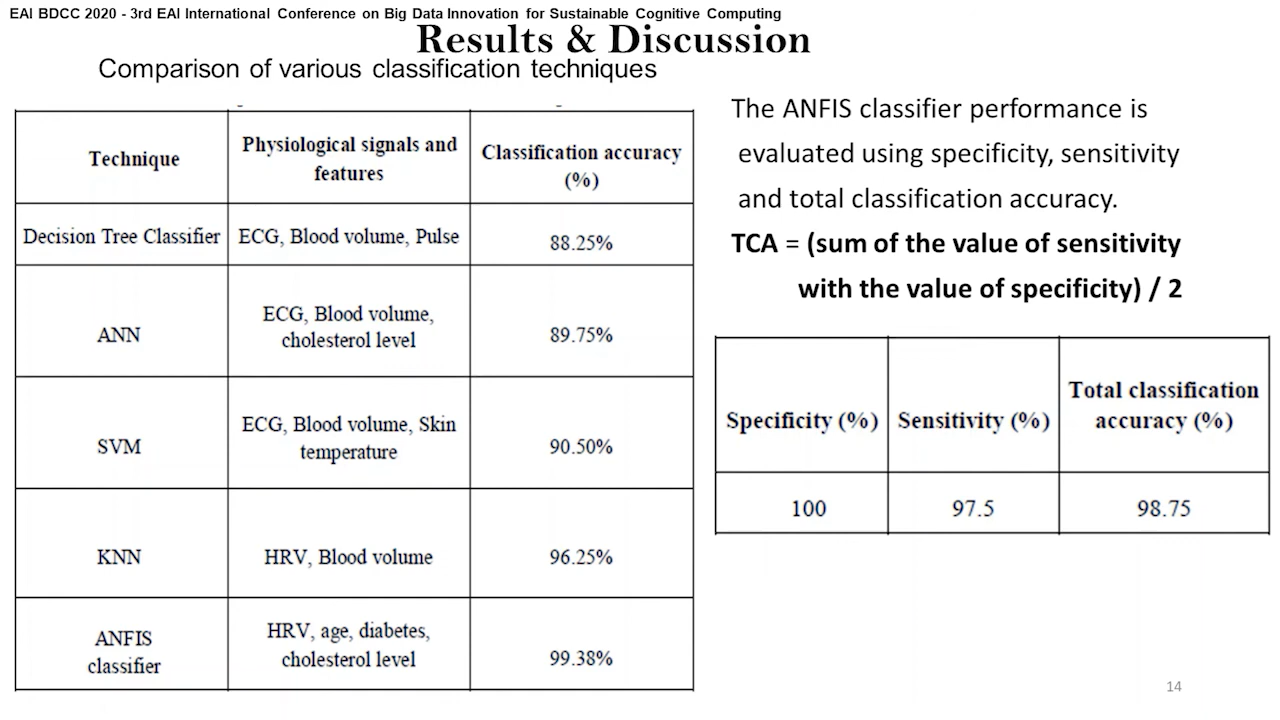 EAI BDCC 2020 - 3rd EAI International Conference on Big Data Innovation for Sustainable Cognitive Computing
Results & Discussion
Comparison of various classification techniques
Technique
Physiological signals and
features
Classification accuracy
(%)
Decision Tree Classifier
ECG, Blood volume, Pulse
88.25%
ANN
ECG, Blood volume,
cholesterol level
89.75%
SVM
ECG, Blood volume, Skin
temperature
90.50%
KNN
HRV, Blood volume
96.25%
ANFIS
classifier
HRV, age, diabetes,
cholesterol level
99.38%
The ANFIS classifier performance is
evaluated using specificity, sensitivity
and total classification accuracy.
TCA = (sum of the value of sensitivity
with the value of specificity) / 2
Specificity (%)
Sensitivity (%)
Total classification
accuracy (%)
100
97.5
98.75
14